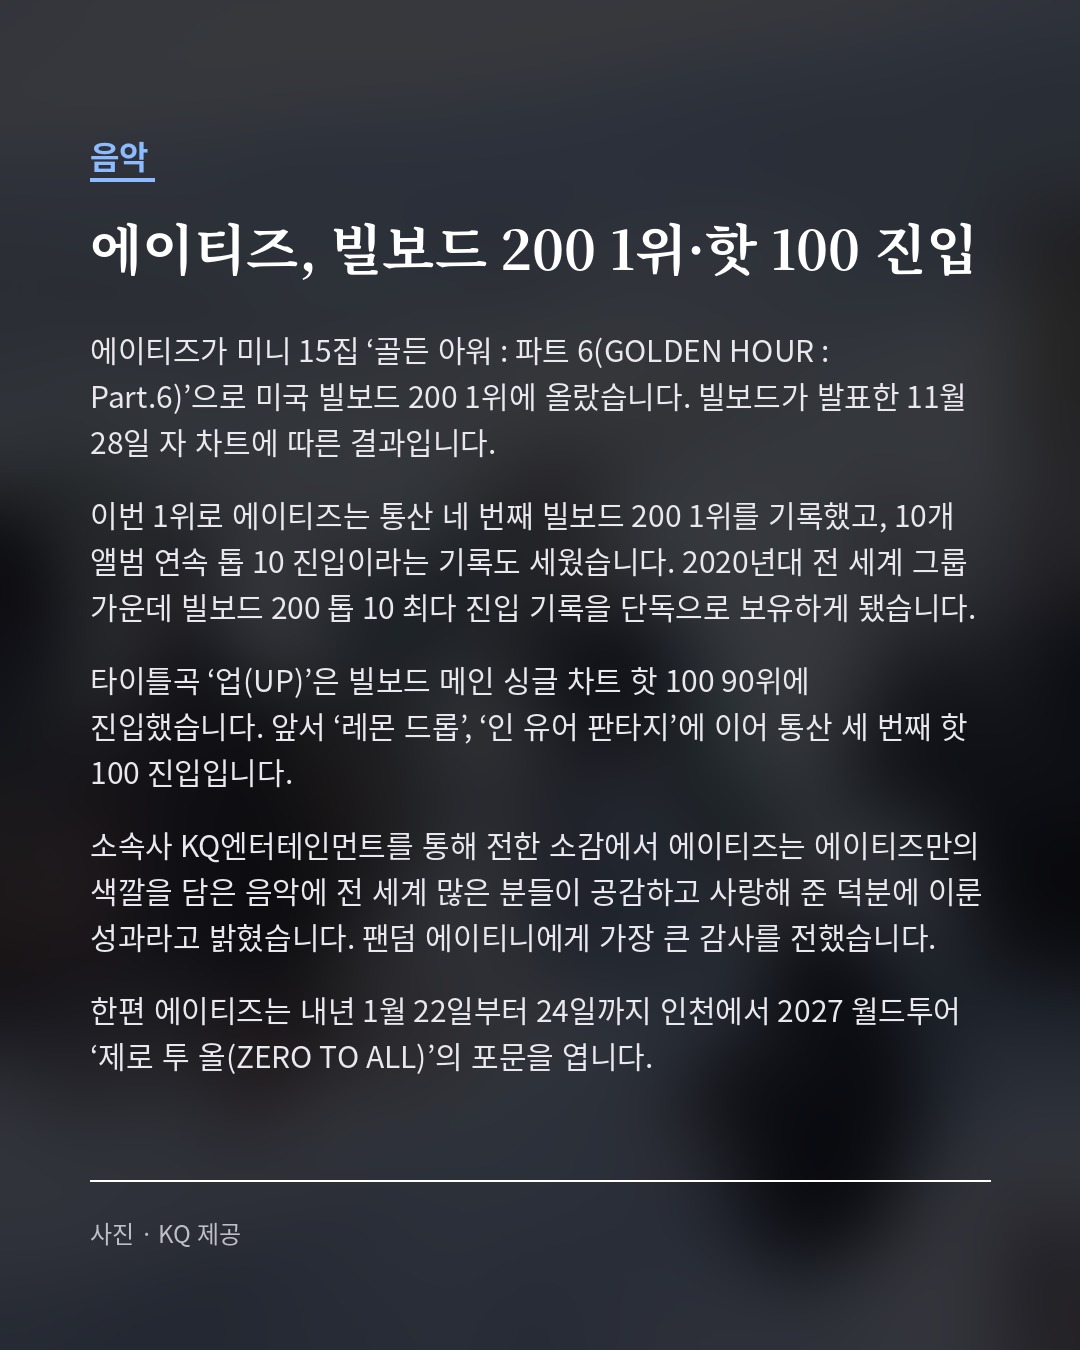 음악
에이티즈, 빌보드 200 1위·핫 100 진입
에이티즈가 미니 15집 ‘골든 아워 : 파트 6(GOLDEN HOUR :
Part.6)’으로 미국 빌보드 200 1위에 올랐습니다. 빌보드가 발표한 11월
28일 자 차트에 따른 결과입니다.
이번 1위로 에이티즈는 통산 네 번째 빌보드 200 1위를 기록했고, 10개
앨범 연속 톱 10 진입이라는 기록도 세웠습니다. 2020년대 전 세계 그룹
가운데 빌보드 200 톱 10 최다 진입 기록을 단독으로 보유하게 됐습니다.
타이틀곡 ‘업(UP)’은 빌보드 메인 싱글 차트 핫 100 90위에
진입했습니다. 앞서 ‘레몬 드롭’, ‘인 유어 판타지’에 이어 통산 세 번째 핫
100 진입입니다.
소속사 KQ엔터테인먼트를 통해 전한 소감에서 에이티즈는 에이티즈만의
색깔을 담은 음악에 전 세계 많은 분들이 공감하고 사랑해 준 덕분에 이룬
성과라고 밝혔습니다. 팬덤 에이티니에게 가장 큰 감사를 전했습니다.
한편 에이티즈는 내년 1월 22일부터 24일까지 인천에서 2027 월드투어
‘제로 투 올(ZERO TO ALL)’의 포문을 엽니다.
사진 · KQ 제공